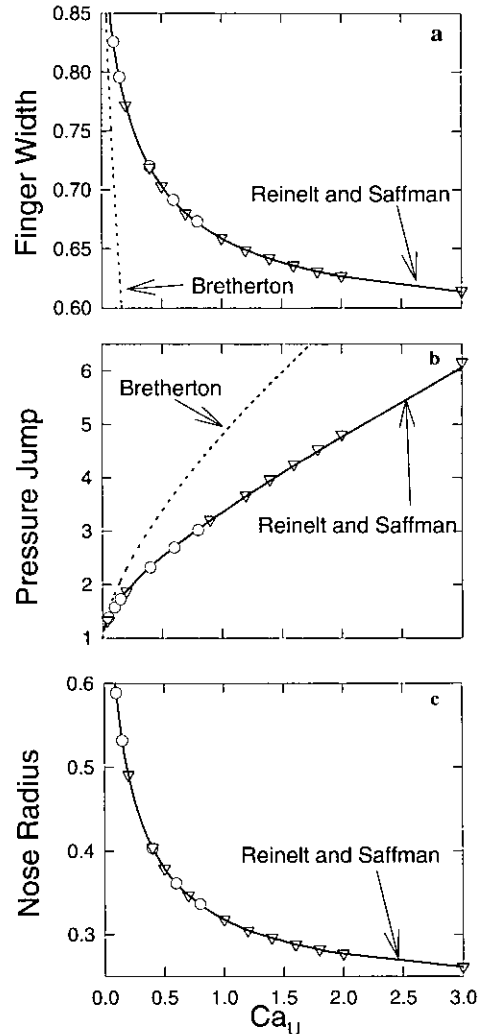 0.85
a
0.80
Finger Width
0.75
0.70
Reinelt and Saffman
0.65
Bretherton
0.60
b
6
Bretherton
5
Pressure Jump
4
3
Reinelt and Saffman
2
1
0.6
c
0.5
Nose Radius
0.4
Reinelt and Saffman
0.3
0.0 0.5 1.0 1.5 2.0 2.5 3.0
Ca_U